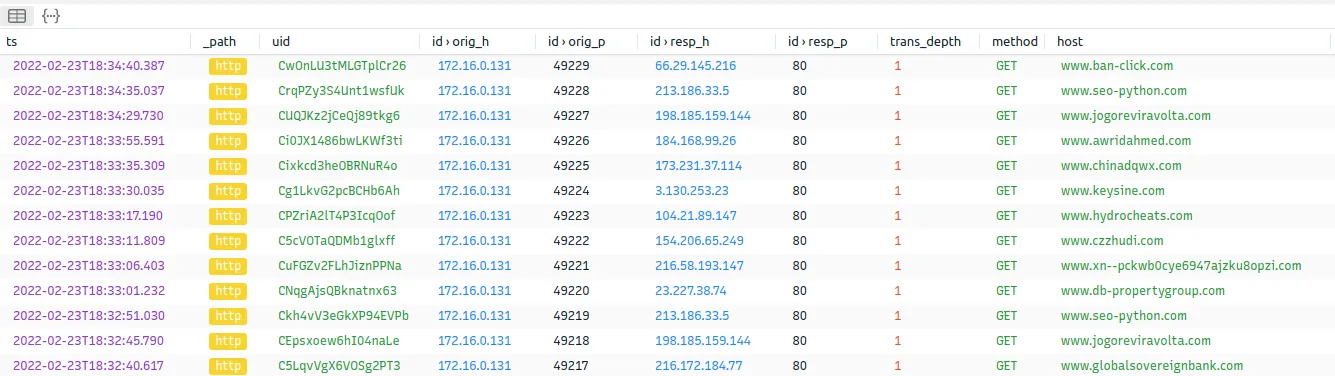 ts _path uid id › orig_h id › orig_p id › resp_h id › resp_p trans_depth method host
2022-02-23T18:34:40.387 http CwOnLU3tMLGTplCr26 172.16.0.131 49229 66.29.145.216 80 1 GET www.ban-click.com
2022-02-23T18:34:35.037 http CrqPZy3S4Unt1wsfUk 172.16.0.131 49228 213.186.33.5 80 1 GET www.seo-python.com
2022-02-23T18:34:29.730 http CUQJKz2jCeQj89tkg6 172.16.0.131 49227 198.185.159.144 80 1 GET www.jogoreviravolta.com
2022-02-23T18:33:55.591 http Ci0JX1486bwLKWf3ti 172.16.0.131 49226 184.168.99.26 80 1 GET www.awridahmed.com
2022-02-23T18:33:35.309 http Cixkcd3heOBRNuR4o 172.16.0.131 49225 173.231.37.114 80 1 GET www.chinadqwx.com
2022-02-23T18:33:30.035 http Cg1LkvG2pcBCHb6Ah 172.16.0.131 49224 3.130.253.23 80 1 GET www.keysine.com
2022-02-23T18:33:17.190 http CPZriA2lT4P3IcqOof 172.16.0.131 49223 104.21.89.147 80 1 GET www.hydrocheats.com
2022-02-23T18:33:11.809 http C5cVOTaQDMb1glxff 172.16.0.131 49222 154.206.65.249 80 1 GET www.czzhudi.com
2022-02-23T18:33:06.403 http CuFGZv2FLhJiznPPNa 172.16.0.131 49221 216.58.193.147 80 1 GET www.xn--pckwb0cye6947ajzku8opzi.com
2022-02-23T18:33:01.232 http CNqgAjsQBknatnx63 172.16.0.131 49220 23.227.38.74 80 1 GET www.db-propertygroup.com
2022-02-23T18:32:51.030 http Ckh4vV3eGkXP94EVPb 172.16.0.131 49219 213.186.33.5 80 1 GET www.seo-python.com
2022-02-23T18:32:45.790 http CEpsxoew6hIO4naLe 172.16.0.131 49218 198.185.159.144 80 1 GET www.jogoreviravolta.com
2022-02-23T18:32:40.617 http C5LqvVgX6VOSg2PT3 172.16.0.131 49217 216.172.184.77 80 1 GET www.globalsovereignbank.com